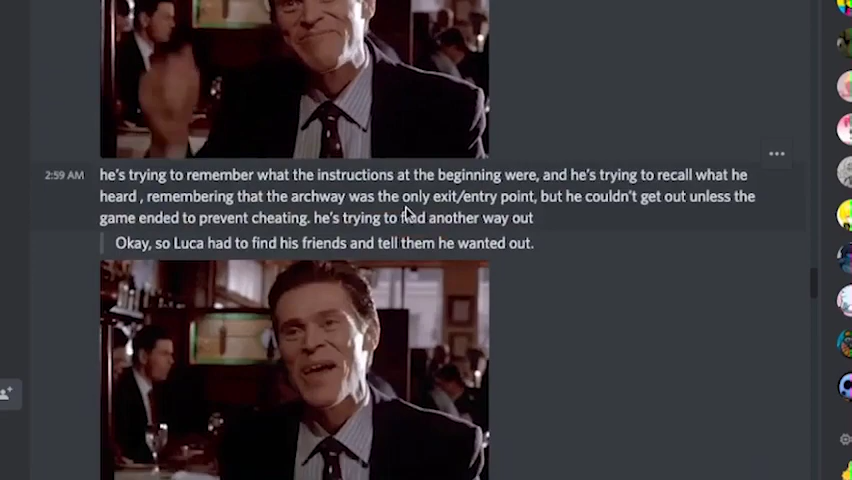 2:59 AM he's trying to remember what the instructions at the beginning were, and he's trying to recall what he
heard , remembering that the archway was the only exit/entry point, but he couldn't get out unless the
game ended to prevent cheating. he's trying to another way out
Okay, so Luca had to find his friends and tell them he wanted out.